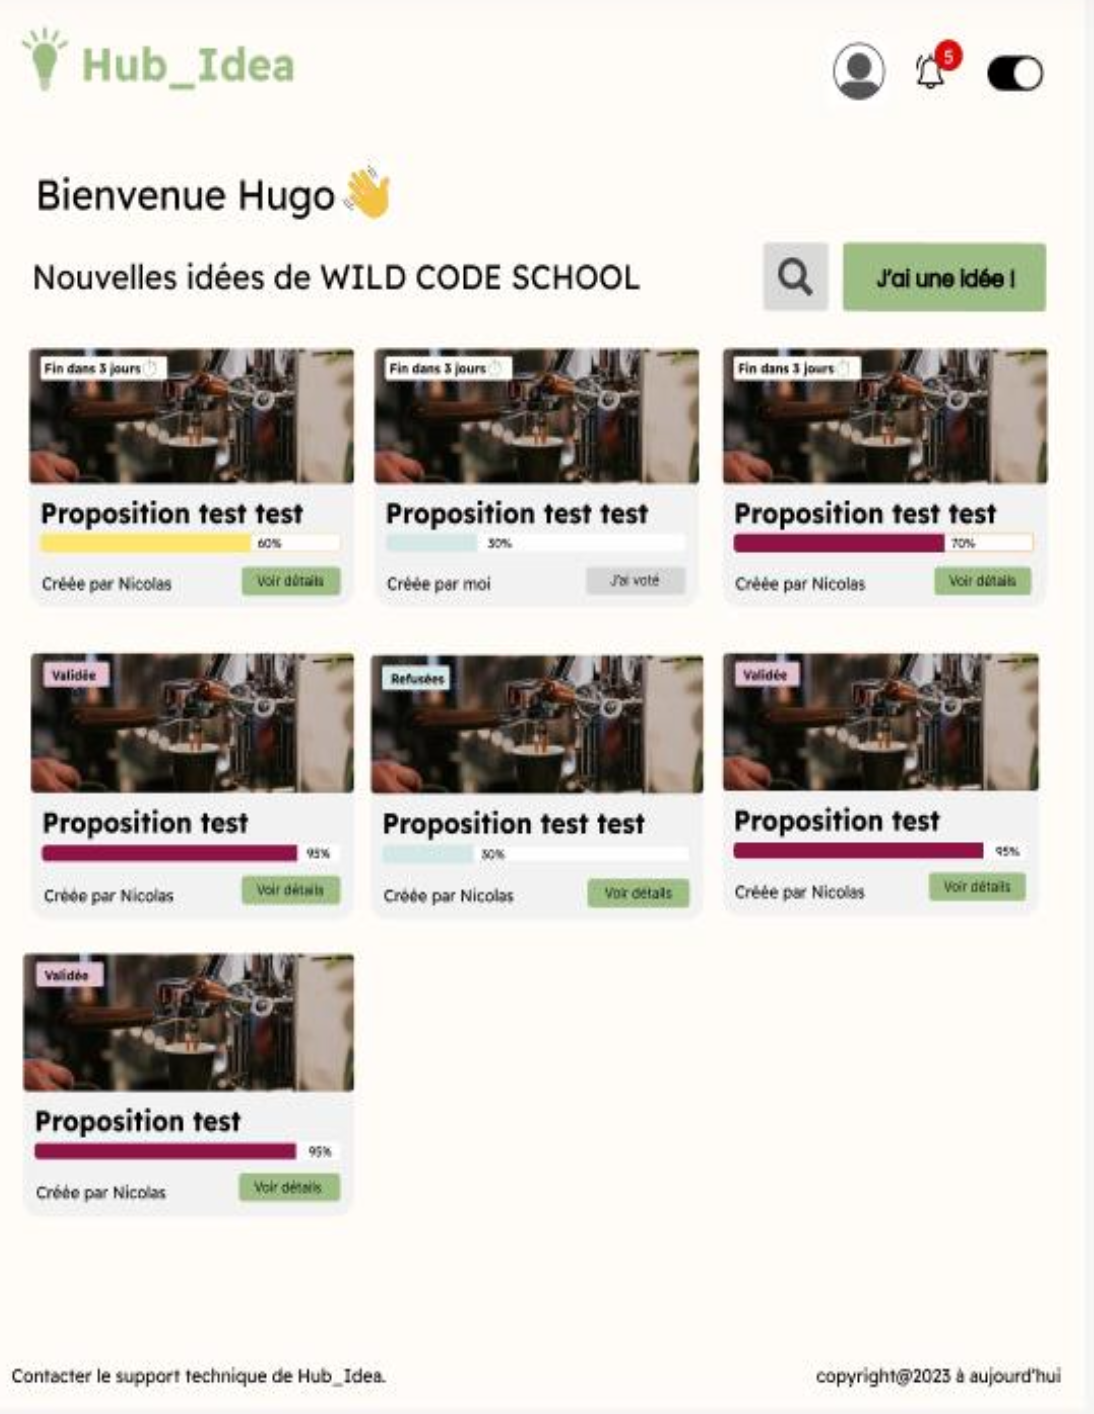 Hub_Idea
5
Bienvenue Hugo
Nouvelles idées de WILD CODE SCHOOL
J'ai une idée !
Fin dans 3 jours
Fin dans 3 jours
Fin dans 3 jours
Proposition test test
Proposition test test
Proposition test test
60%
30%
70%
Créée par Nicolas
Voir détails
Créée par moi
J'ai voté
Créée par Nicolas
Voir détails
Validée
Refusées
Validée
Proposition test
Proposition test test
Proposition test
95%
30%
95%
Créée par Nicolas
Voir détails
Créée par Nicolas
Voir détails
Créée par Nicolas
Voir détails
Validée
Proposition test
95%
Créée par Nicolas
Voir détails
Contacter le support technique de Hub_Idea.
copyright@2023 à aujourd'hui